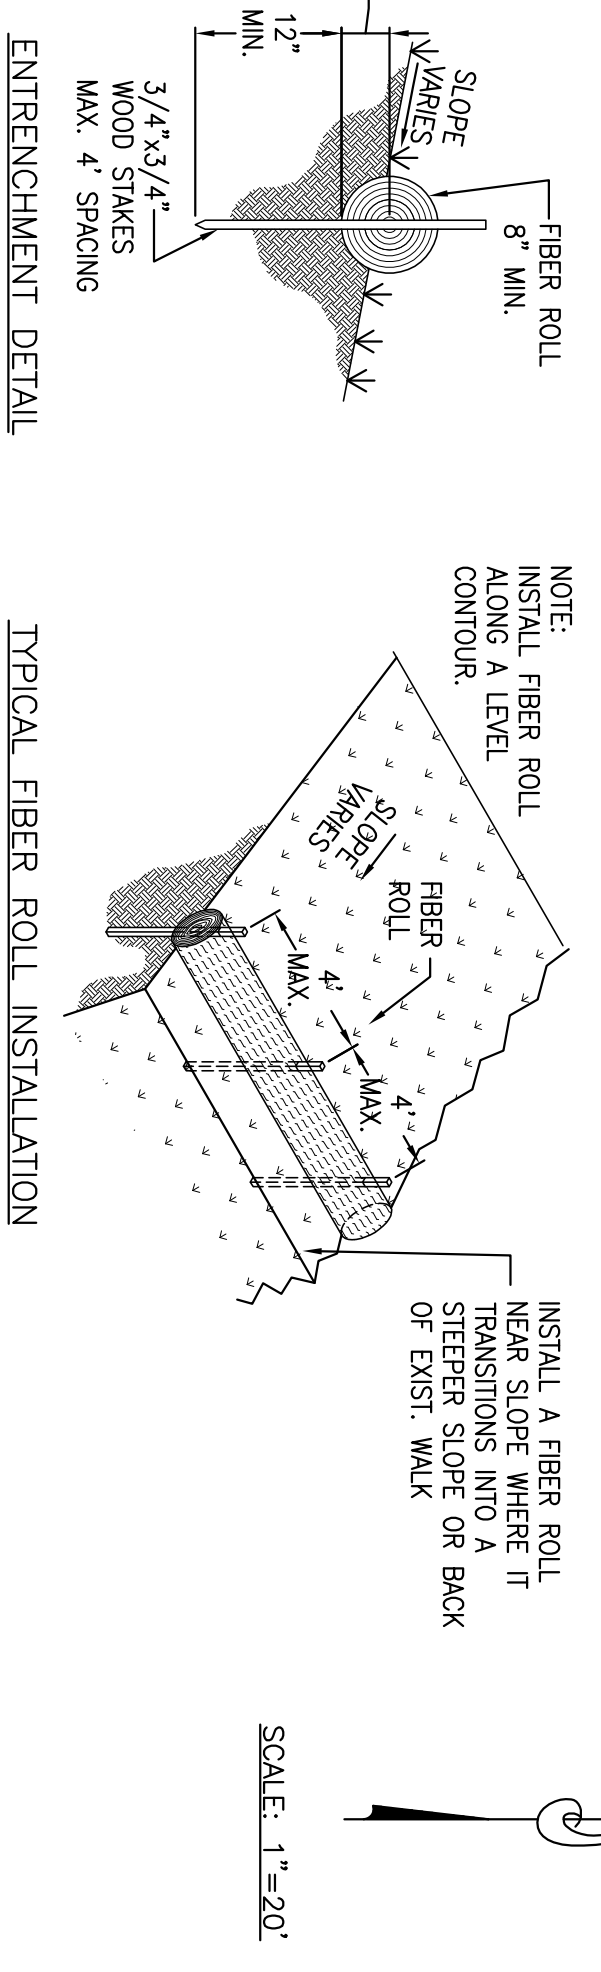 SLOPE
VARIES
FIBER ROLL
8" MIN.
12"
MIN.
3/4"x3/4"
WOOD STAKES
MAX. 4' SPACING
ENTRENCHMENT DETAIL
NOTE:
INSTALL FIBER ROLL
ALONG A LEVEL
CONTOUR.
SLOPE
VARIES
FIBER
ROLL
4'
MAX.
4'
MAX.
INSTALL A FIBER ROLL
NEAR SLOPE WHERE IT
TRANSITIONS INTO A
STEEPER SLOPE OR BACK
OF EXIST. WALK
TYPICAL FIBER ROLL INSTALLATION
SCALE: 1"=20'